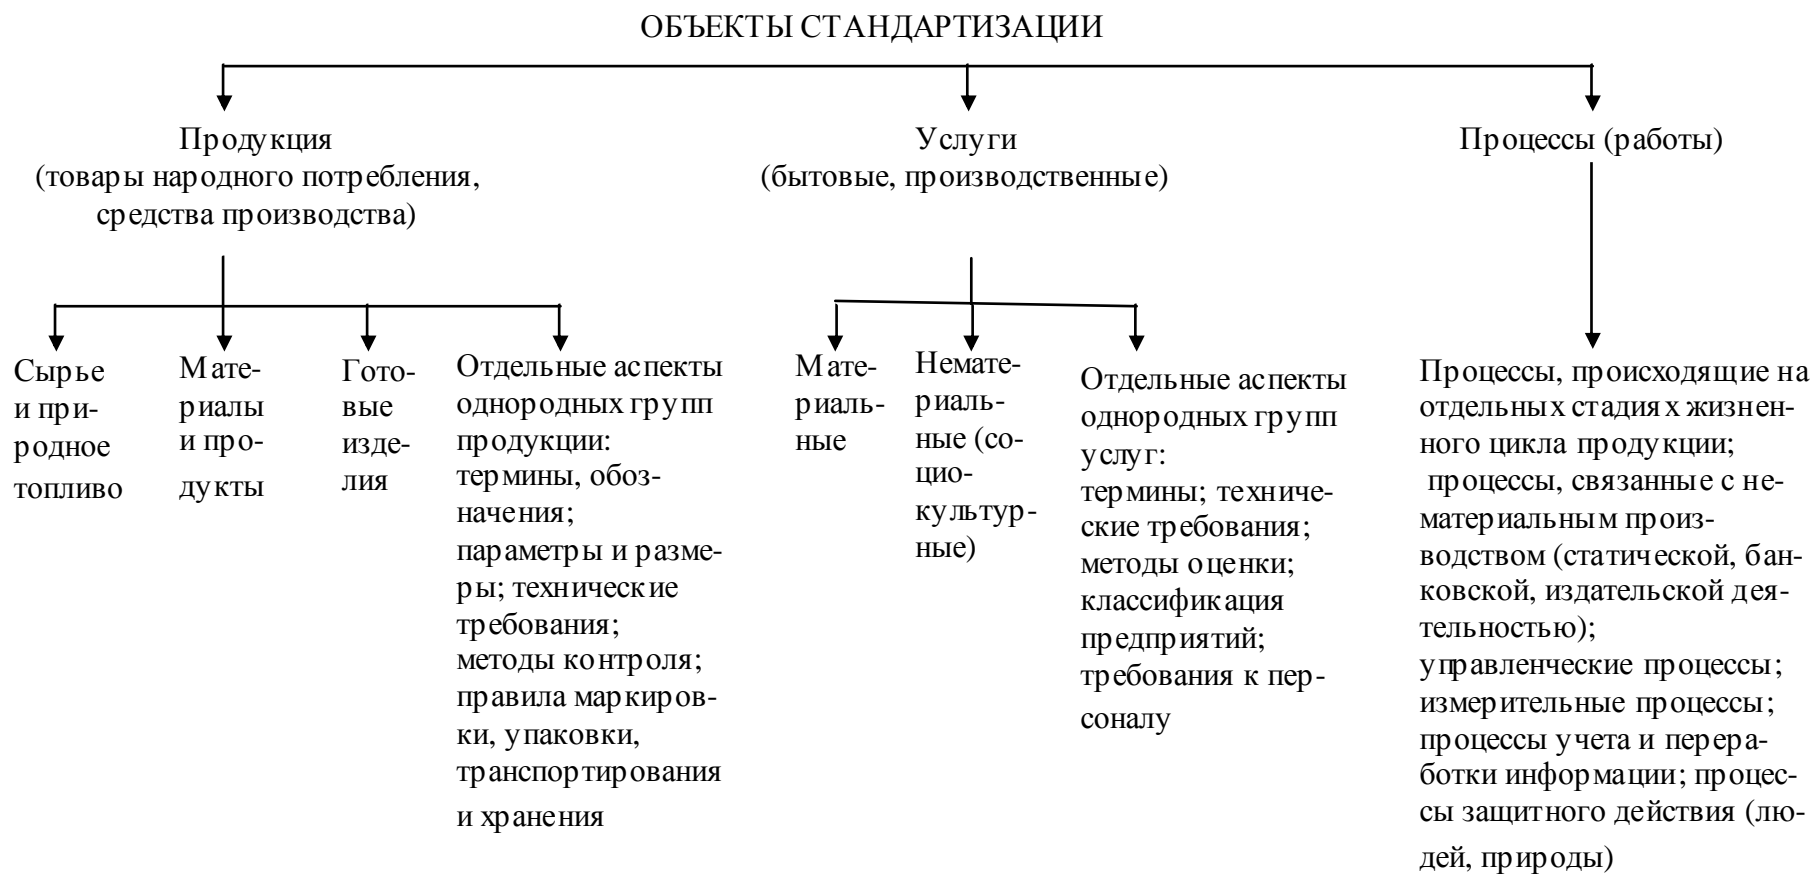 ОБЪЕКТЫ СТАНДАРТИЗАЦИИ
Продукция
(товары народного потребления,
средства производства)
Услуги
(бытовые, производственные)
Процессы (работы)
Сырье
и при-
родное
топливо
Мате-
риалы
и про-
дукты
Гото-
вые
изде-
лия
Отдельные аспекты
однородных групп
продукции:
термины, обоз-
начения;
параметры и разме-
ры; технические
требования;
методы контроля;
правила маркиров-
ки, упаковки,
транспортирования
и хранения
Мате-
риаль-
ные
Немате-
риаль-
ные (со-
цио-
культур-
ные)
Отдельные аспекты
однородных групп
услуг:
термины; техниче-
ские требования;
методы оценки;
классификация
предприятий;
требования к пер-
соналу
Процессы, происходящие на
отдельных стадиях жизнен-
ного цикла продукции;
процессы, связанные с не-
материальным произ-
водством (статической, бан-
ковской, издательской дея-
тельностью);
управленческие процессы;
измерительные процессы;
процессы учета и перера-
ботки информации; процес-
сы защитного действия (лю-
дей, природы)